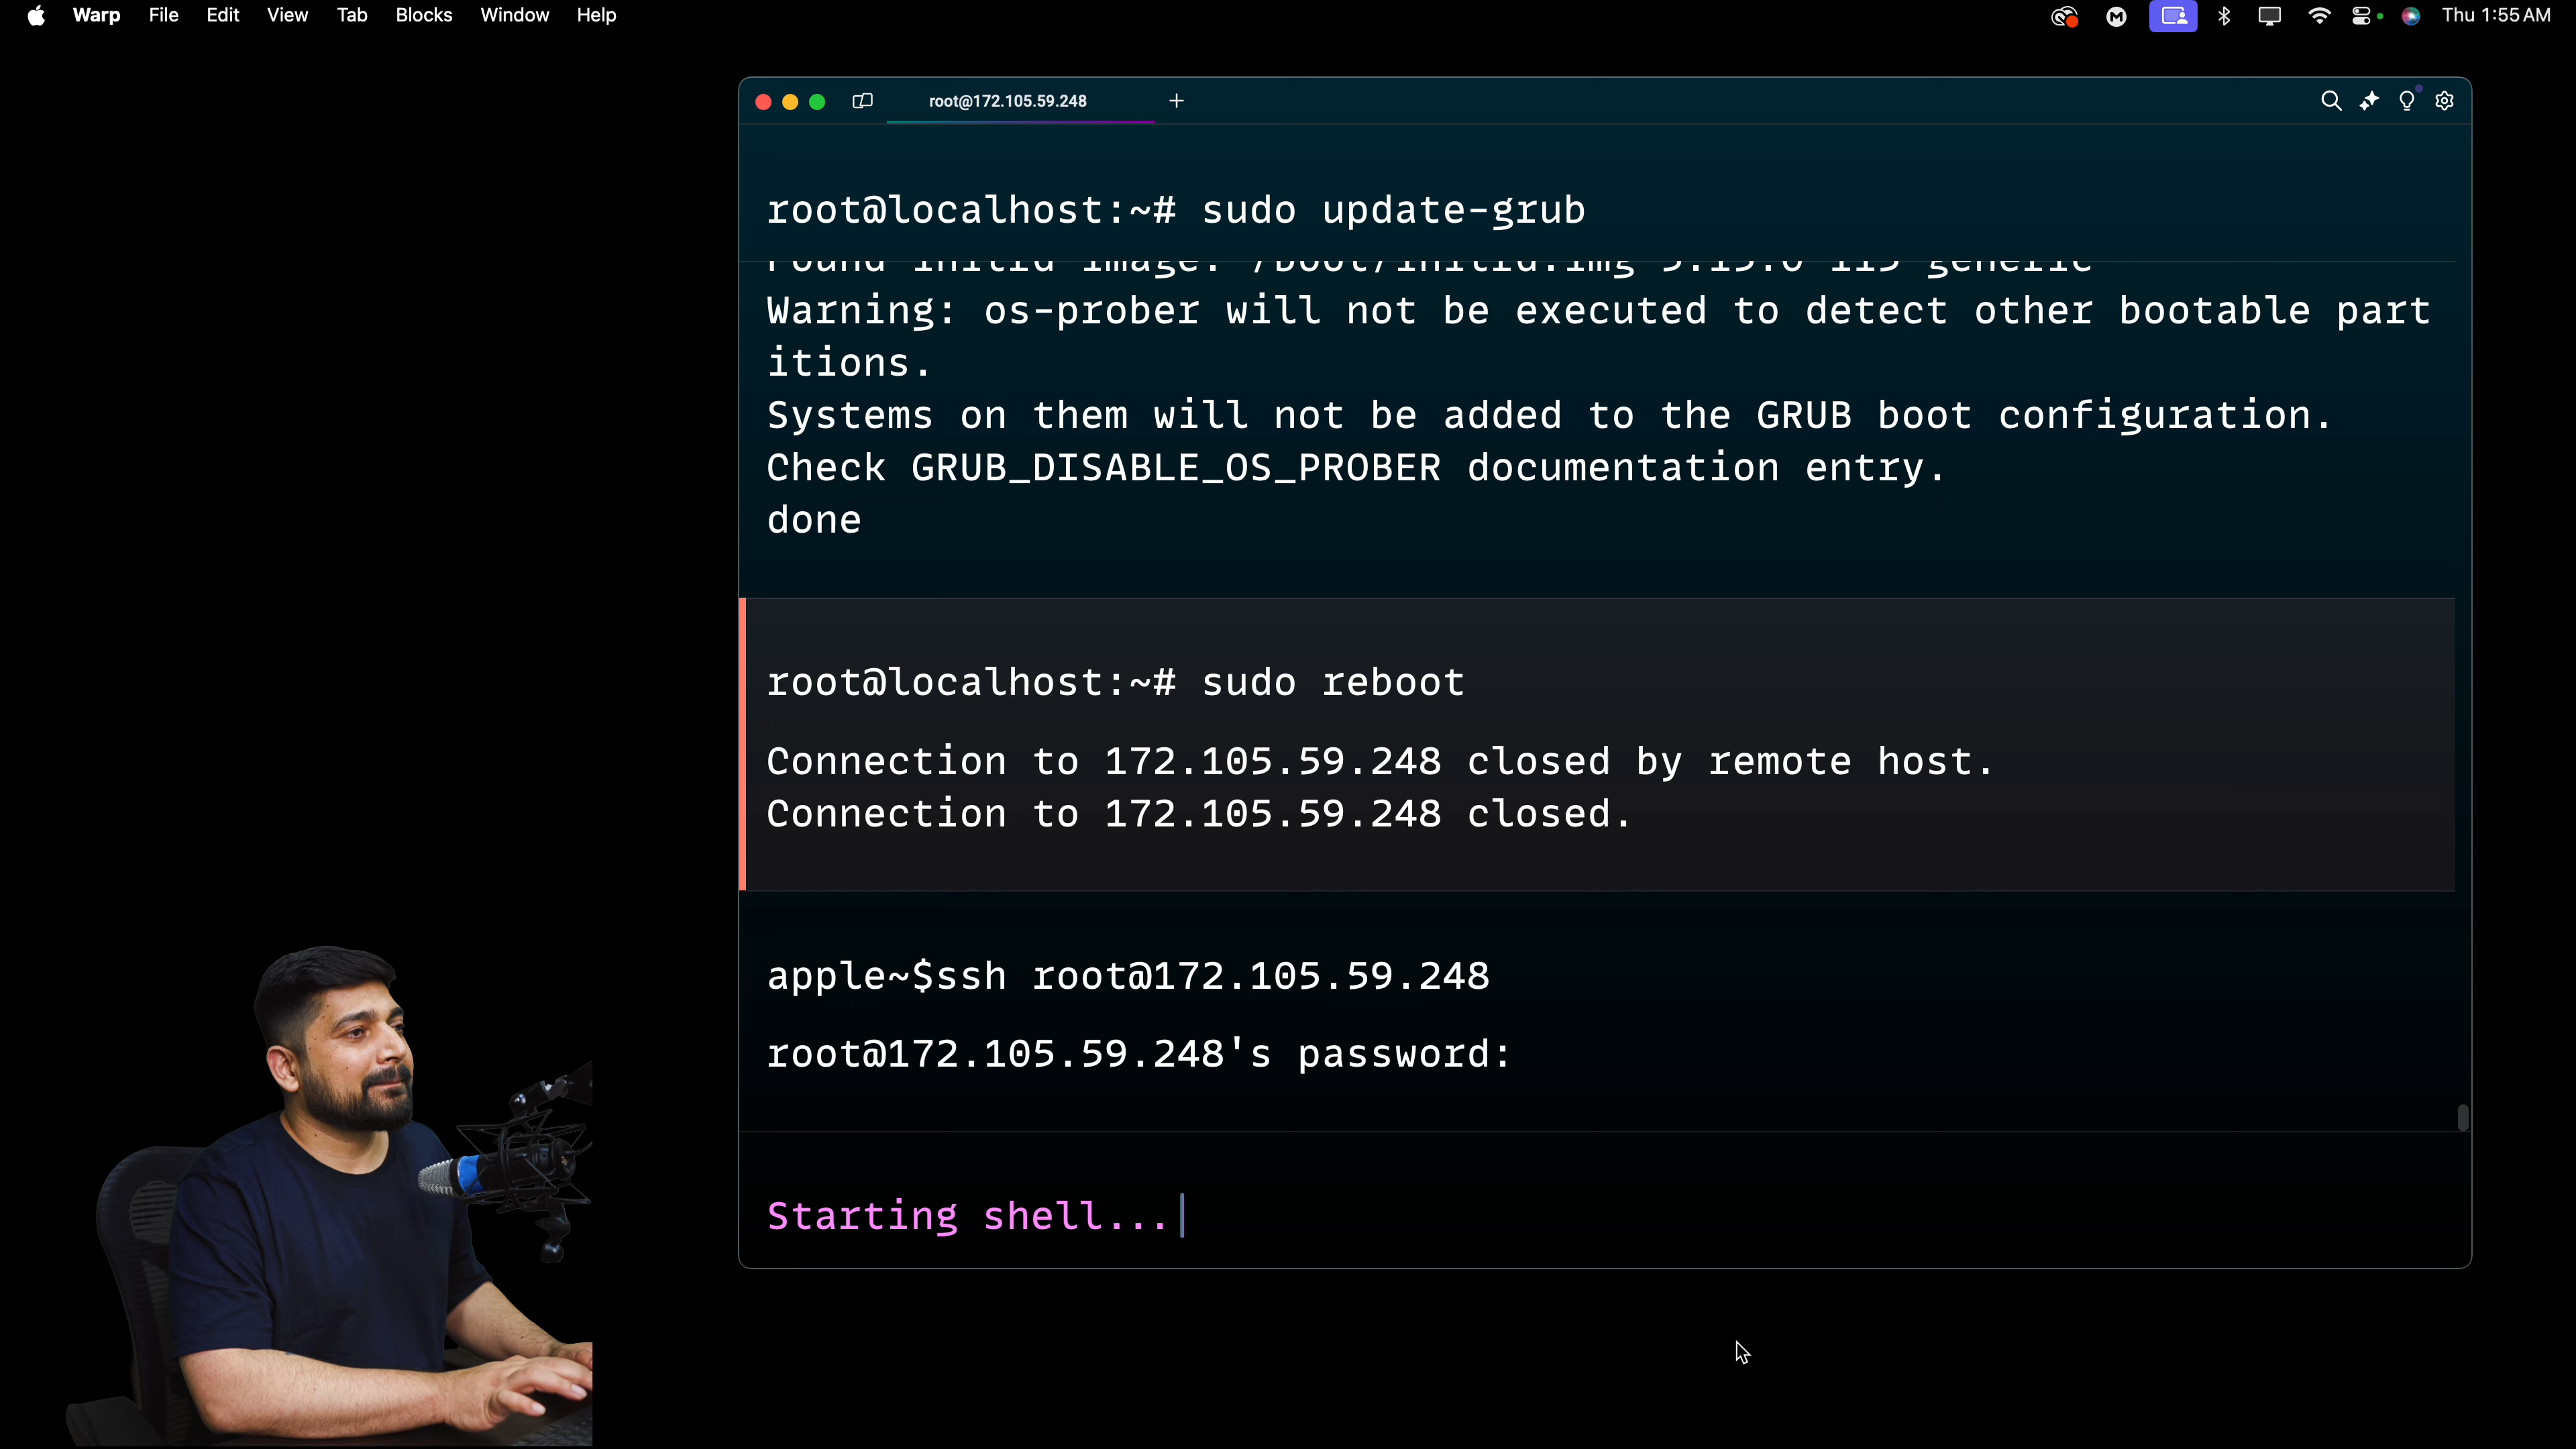 Warp File Edit View Tab Blocks Window Help Thu 1:55 AM
root@172.105.59.248
root@localhost:~# sudo update-grub
Warning: os-prober will not be executed to detect other bootable part
itions.
Systems on them will not be added to the GRUB boot configuration.
Check GRUB_DISABLE_OS_PROBER documentation entry.
done
root@localhost:~# sudo reboot
Connection to 172.105.59.248 closed by remote host.
Connection to 172.105.59.248 closed.
apple~$ssh root@172.105.59.248
root@172.105.59.248's password:
Starting shell...